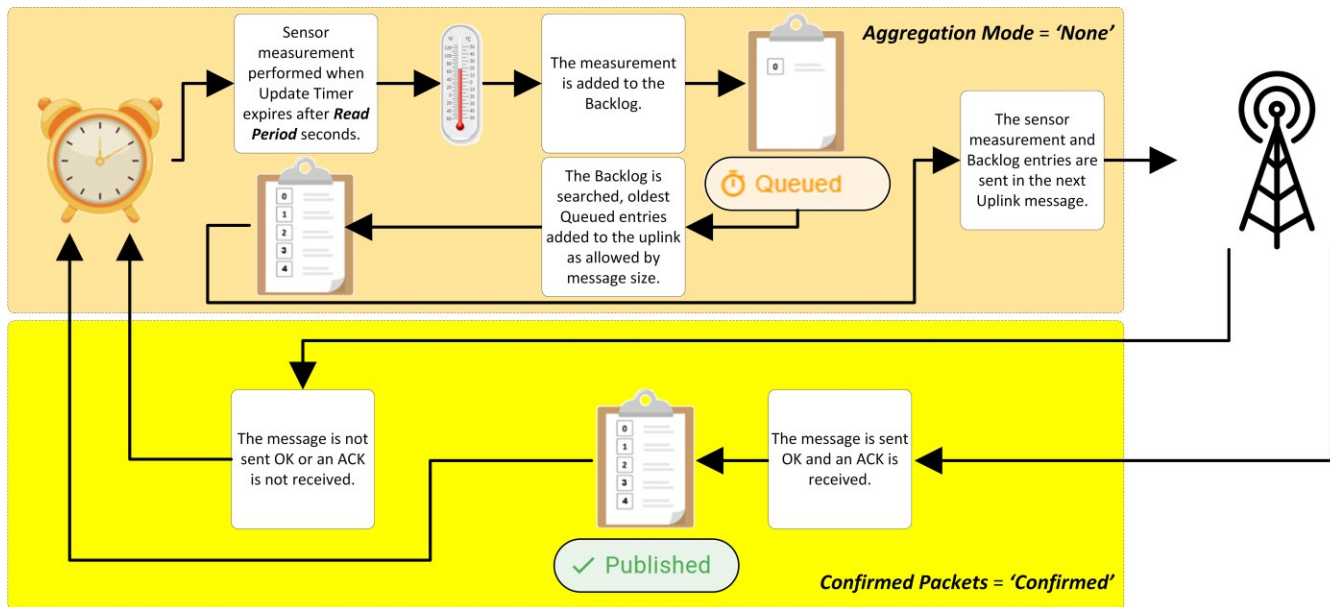 Aggregation Mode = ‘None’
Sensor
measurement
performed when
Update Timer
expires after Read
Period seconds.
The measurement
is added to the
Backlog.
0
Queued
The Backlog is
searched, oldest
Queued entries
added to the uplink
as allowed by
message size.
0
1
2
3
4
The sensor
measurement and
Backlog entries are
sent in the next
Uplink message.
The message is not
sent OK or an ACK
is not received.
0
1
2
3
4
Published
The message is sent
OK and an ACK is
received.
Confirmed Packets = ‘Confirmed’